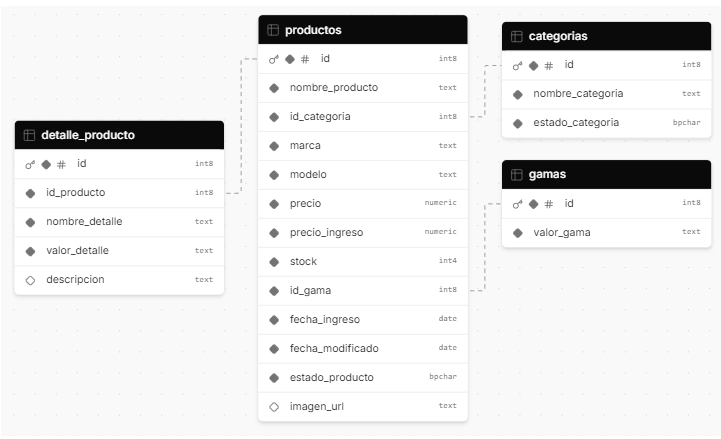 detalle_producto
# id int8
id_producto int8
nombre_detalle text
valor_detalle text
descripcion text
productos
# id int8
nombre_producto text
id_categoria int8
marca text
modelo text
precio numeric
precio_ingreso numeric
stock int4
id_gama int8
fecha_ingreso date
fecha_modificado date
estado_producto bpchar
imagen_url text
categorias
# id int8
nombre_categoria text
estado_categoria bpchar
gamas
# id int8
valor_gama text